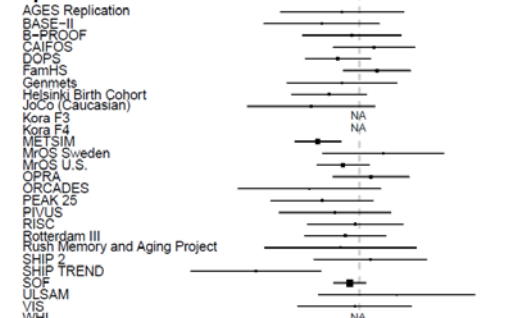 AGES Replication
BASE-II
B-PROOF
CAIFOS
DOPS
FamHS
Genmets
Helsinki Birth Cohort
JoCo (Caucasian)
Kora F3 NA
Kora F4 NA
METSIM
MrOS Sweden
MrOS U.S.
OPRA
ORCADES
PEAK 25
PIVUS
RISC
Rotterdam III
Rush Memory and Aging Project
SHIP 2
SHIP TREND
SOF
ULSAM
VIS
WHI NA